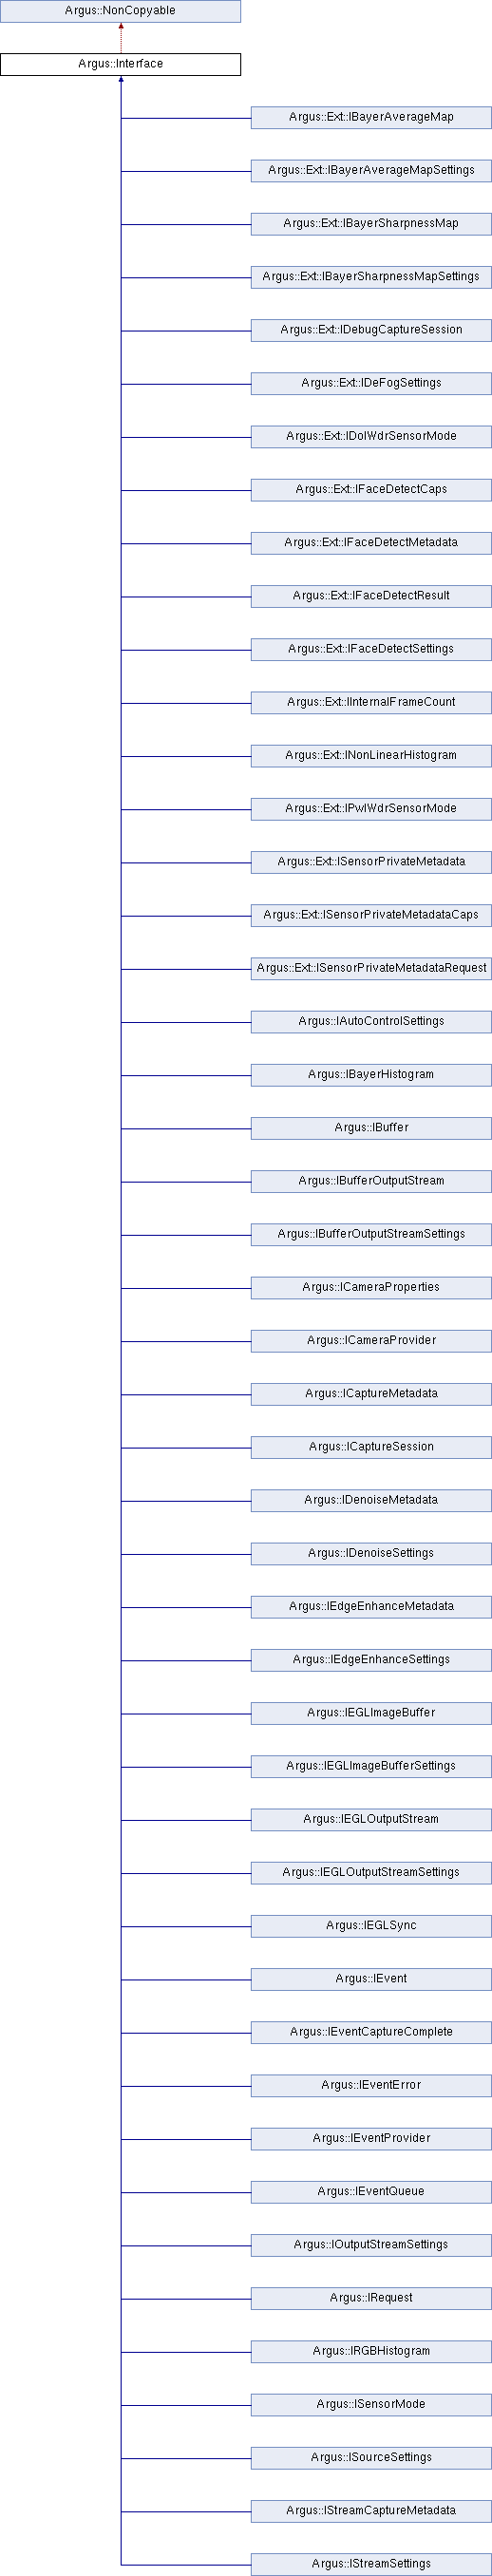 Argus::NonCopyable
Argus::Interface
Argus::Ext::IBayerAverageMap
Argus::Ext::IBayerAverageMapSettings
Argus::Ext::IBayerSharpnessMap
Argus::Ext::IBayerSharpnessMapSettings
Argus::Ext::IDebugCaptureSession
Argus::Ext::IDeFogSettings
Argus::Ext::IDolWdrSensorMode
Argus::Ext::IFaceDetectCaps
Argus::Ext::IFaceDetectMetadata
Argus::Ext::IFaceDetectResult
Argus::Ext::IFaceDetectSettings
Argus::Ext::IInternalFrameCount
Argus::Ext::INonLinearHistogram
Argus::Ext::IPwlWdrSensorMode
Argus::Ext::ISensorPrivateMetadata
Argus::Ext::ISensorPrivateMetadataCaps
Argus::Ext::ISensorPrivateMetadataRequest
Argus::IAutoControlSettings
Argus::IBayerHistogram
Argus::IBuffer
Argus::IBufferOutputStream
Argus::IBufferOutputStreamSettings
Argus::ICameraProperties
Argus::ICameraProvider
Argus::ICaptureMetadata
Argus::ICaptureSession
Argus::IDenoiseMetadata
Argus::IDenoiseSettings
Argus::IEdgeEnhanceMetadata
Argus::IEdgeEnhanceSettings
Argus::IEGLImageBuffer
Argus::IEGLImageBufferSettings
Argus::IEGLOutputStream
Argus::IEGLOutputStreamSettings
Argus::IEGLSync
Argus::IEvent
Argus::IEventCaptureComplete
Argus::IEventError
Argus::IEventProvider
Argus::IEventQueue
Argus::IOutputStreamSettings
Argus::IRequest
Argus::IRGBHistogram
Argus::ISensorMode
Argus::ISourceSettings
Argus::IStreamCaptureMetadata
Argus::IStreamSettings